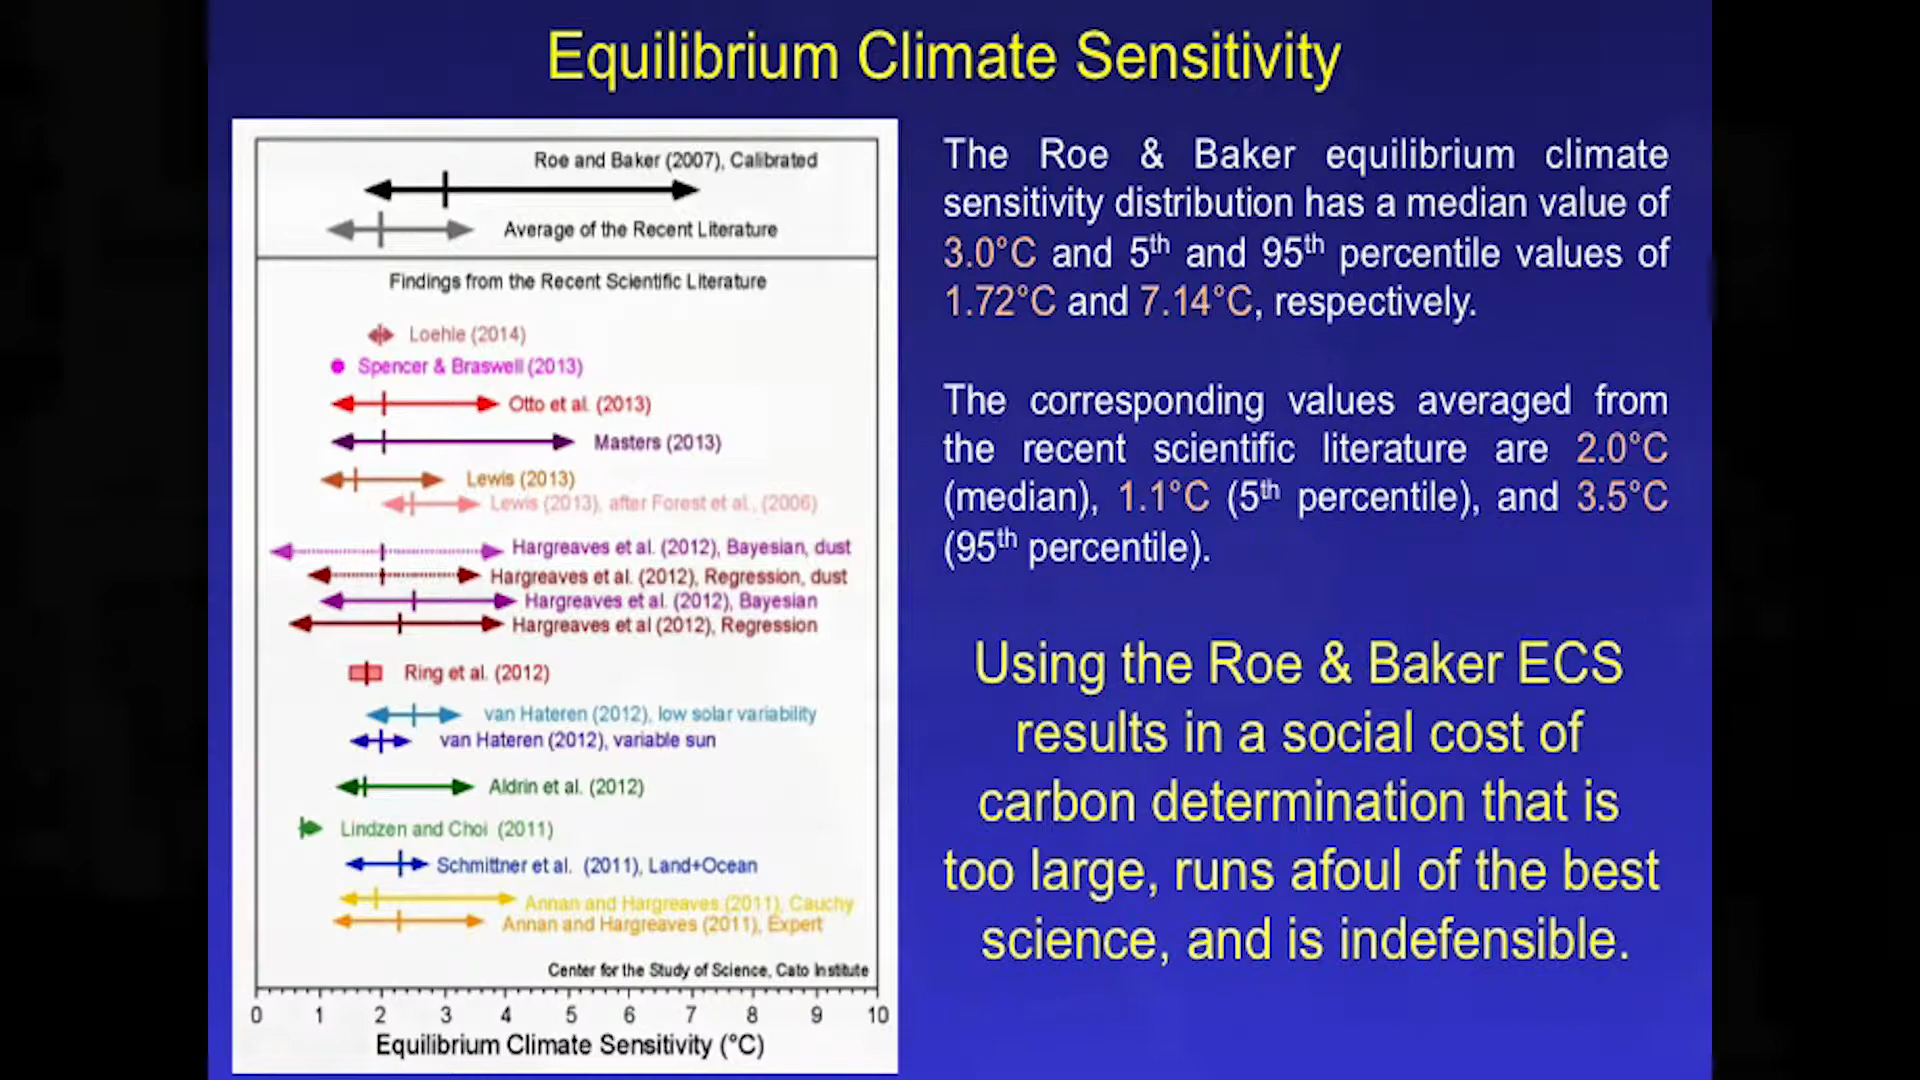 Equilibrium Climate Sensitivity
Roe and Baker (2007), Calibrated
Average of the Recent Literature
Findings from the Recent Scientific Literature
Loehle (2014)
Spencer & Braswell (2013)
Otto et al. (2013)
Masters (2013)
Lewis (2013)
Lewis (2013), after Forest et al., (2006)
Hargreaves et al. (2012), Bayesian, dust
Hargreaves et al. (2012), Regression, dust
Hargreaves et al. (2012), Bayesian
Hargreaves et al (2012), Regression
Ring et al. (2012)
van Hateren (2012), low solar variability
van Hateren (2012), variable sun
Aldrin et al. (2012)
Lindzen and Choi (2011)
Schmittner et al. (2011), Land+Ocean
Annan and Hargreaves (2011), Cauchy
Annan and Hargreaves (2011), Expert
Center for the Study of Science, Cato Institute
0 1 2 3 4 5 6 7 8 9 10
Equilibrium Climate Sensitivity (°C)
The Roe & Baker equilibrium climate
sensitivity distribution has a median value of
3.0°C and 5th and 95th percentile values of
1.72°C and 7.14°C, respectively.
The corresponding values averaged from
the recent scientific literature are 2.0°C
(median), 1.1°C (5th percentile), and 3.5°C
(95th percentile).
Using the Roe & Baker ECS
results in a social cost of
carbon determination that is
too large, runs afoul of the best
science, and is indefensible.